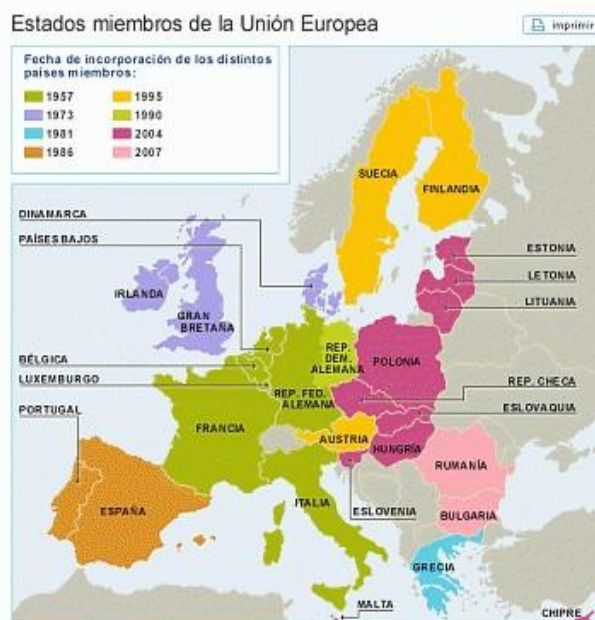 Estados miembros de la Unión Europea
imprimir
Fecha de incorporación de los distintos
países miembros:
1957
1995
1973
1990
1981
2004
1986
2007
SUECIA
FINLANDIA
DINAMARCA
PAÍSES BAJOS
ESTONIA
LETONIA
LITUANIA
IRLANDA
GRAN
BRETAÑA
REP.
DEM.
ALEMANA
POLONIA
BÉLGICA
LUXEMBURGO
REP. FED.
ALEMANA
REP. CHECA
ESLOVAQUIA
PORTUGAL
FRANCIA
AUSTRIA
HUNGRÍA
RUMANÍA
ITALIA
ESLOVENIA
ESPAÑA
BULGARIA
GRECIA
MALTA
CHIPRE